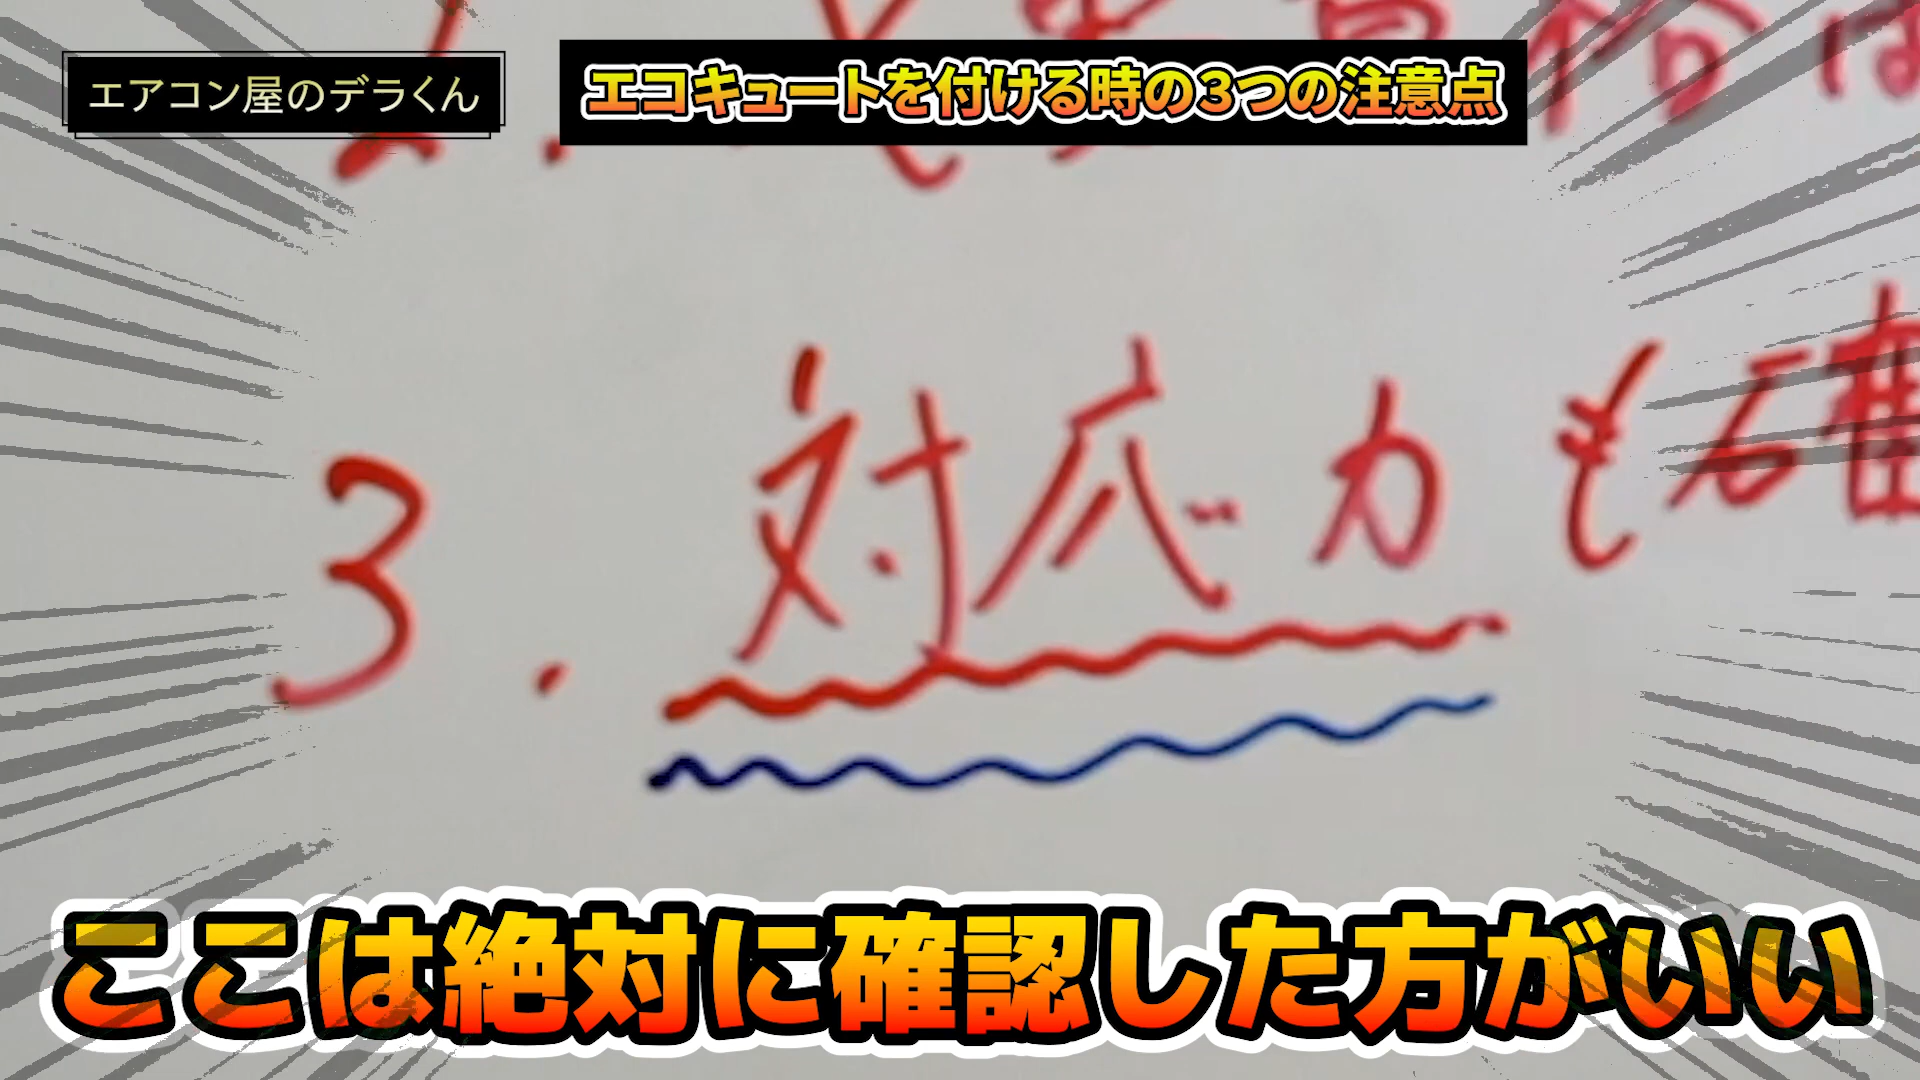 エアコン屋のデラくん
エコキュートを付ける時の3つの注意点
3. 対応力も確
ここは絶対に確認した方がいい